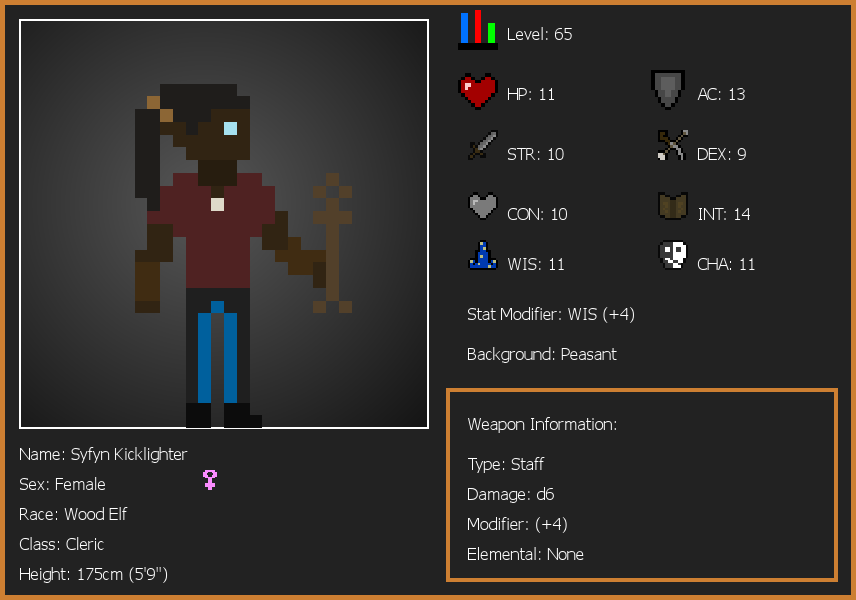 Level: 65
HP: 11
AC: 13
STR: 10
DEX: 9
CON: 10
INT: 14
WIS: 11
CHA: 11
Stat Modifier: WIS (+4)
Background: Peasant
Weapon Information:
Type: Staff
Damage: d6
Modifier: (+4)
Elemental: None
Name: Syfyn Kicklighter
Sex: Female
Race: Wood Elf
Class: Cleric
Height: 175cm (5'9")